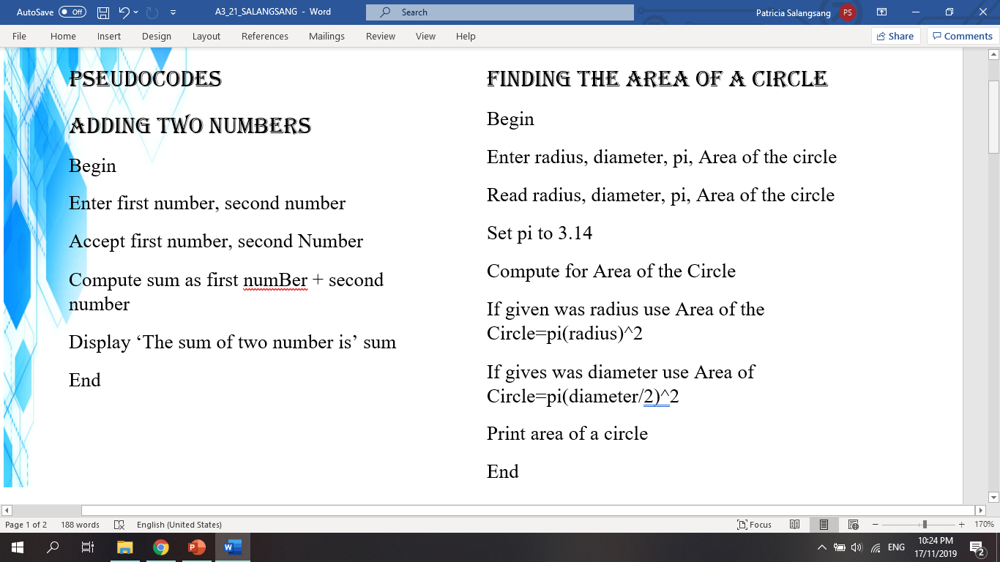 AutoSave Off A3_21_SALANGSANG - Word Search Patricia Salangsang PS
File Home Insert Design Layout References Mailings Review View Help Share Comments
PSEUDOCODES
ADDING TWO NUMBERS
Begin
Enter first number, second number
Accept first number, second Number
Compute sum as first numBer + second
number
Display ‘The sum of two number is’ sum
End
FINDING THE AREA OF A CIRCLE
Begin
Enter radius, diameter, pi, Area of the circle
Read radius, diameter, pi, Area of the circle
Set pi to 3.14
Compute for Area of the Circle
If given was radius use Area of the
Circle=pi(radius)^2
If gives was diameter use Area of
Circle=pi(diameter/2)^2
Print area of a circle
End
Page 1 of 2 188 words English (United States) Focus 170%
ENG 10:24 PM
17/11/2019 2